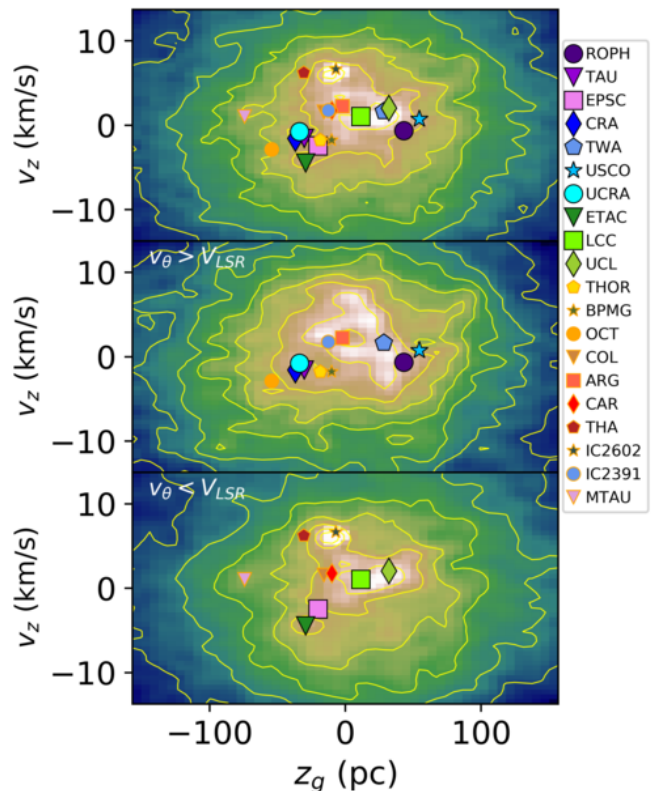 10
0
−10
v_z (km/s)
v_θ > V_LSR
10
0
−10
v_z (km/s)
v_θ < V_LSR
10
0
−10
v_z (km/s)
−100 0 100
z_g (pc)
ROPH
TAU
EPSC
CRA
TWA
USCO
UCRA
ETAC
LCC
UCL
THOR
BPMG
OCT
COL
ARG
CAR
THA
IC2602
IC2391
MTAU